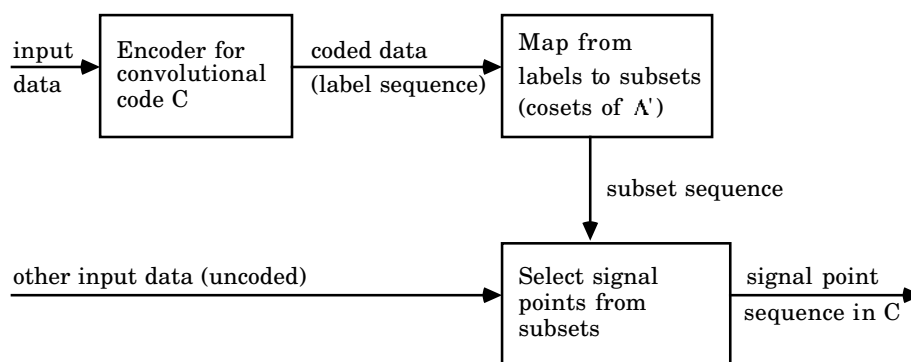 input
data
Encoder for
convolutional
code C
coded data
(label sequence)
Map from
labels to subsets
(cosets of Λ')
subset sequence
other input data (uncoded)
Select signal
points from
subsets
signal point
sequence in C